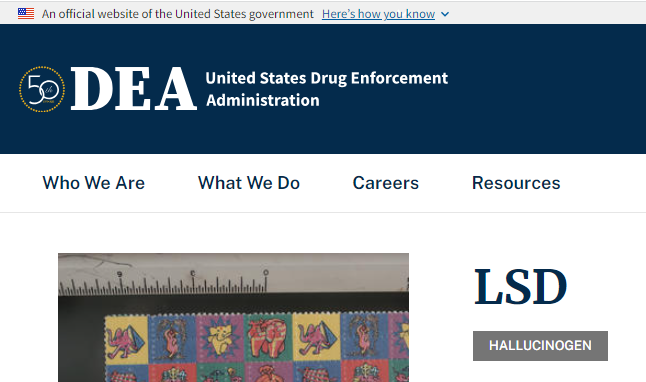 An official website of the United States government Here's how you know
50th
DEA
United States Drug Enforcement
Administration
Who We Are
What We Do
Careers
Resources
LSD
HALLUCINOGEN